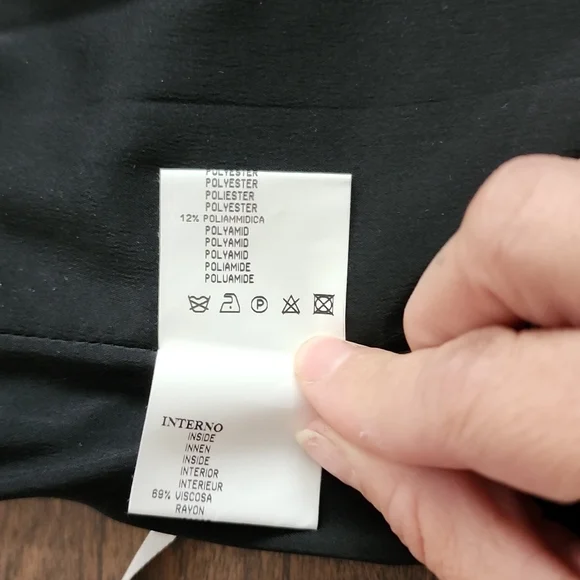 POLYESTER
POLYESTER
POLIESTER
POLYESTER
12% POLIAMMIDICA
POLYAMID
POLYAMID
POLYAMID
POLIAMIDE
POLUAMIDE
P
INTERNO
INSIDE
INNEN
INSIDE
INTERIOR
INTERIEUR
69% VISCOSA
RAYON